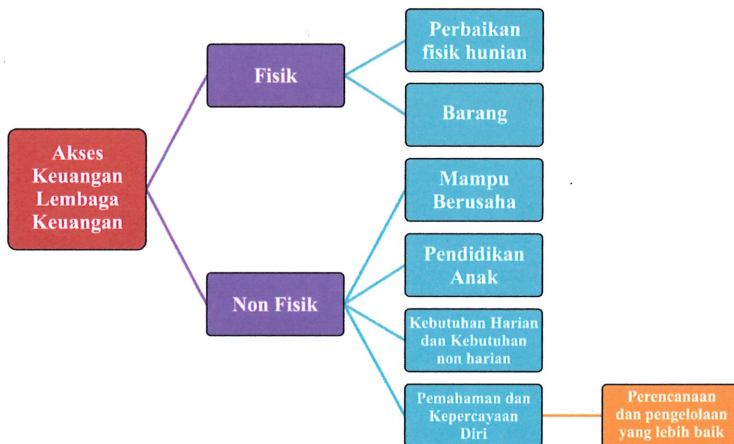 Akses
Keuangan
Lembaga
Keuangan
Fisik
Perbaikan
fisik hunian
Barang
Non Fisik
Mampu
Berusaha
Pendidikan
Anak
Kebutuhan Harian
dan Kebutuhan
non harian
Pemahaman dan
Kepercayaan
Diri
Perencanaan
dan pengelolaan
yang lebih baik